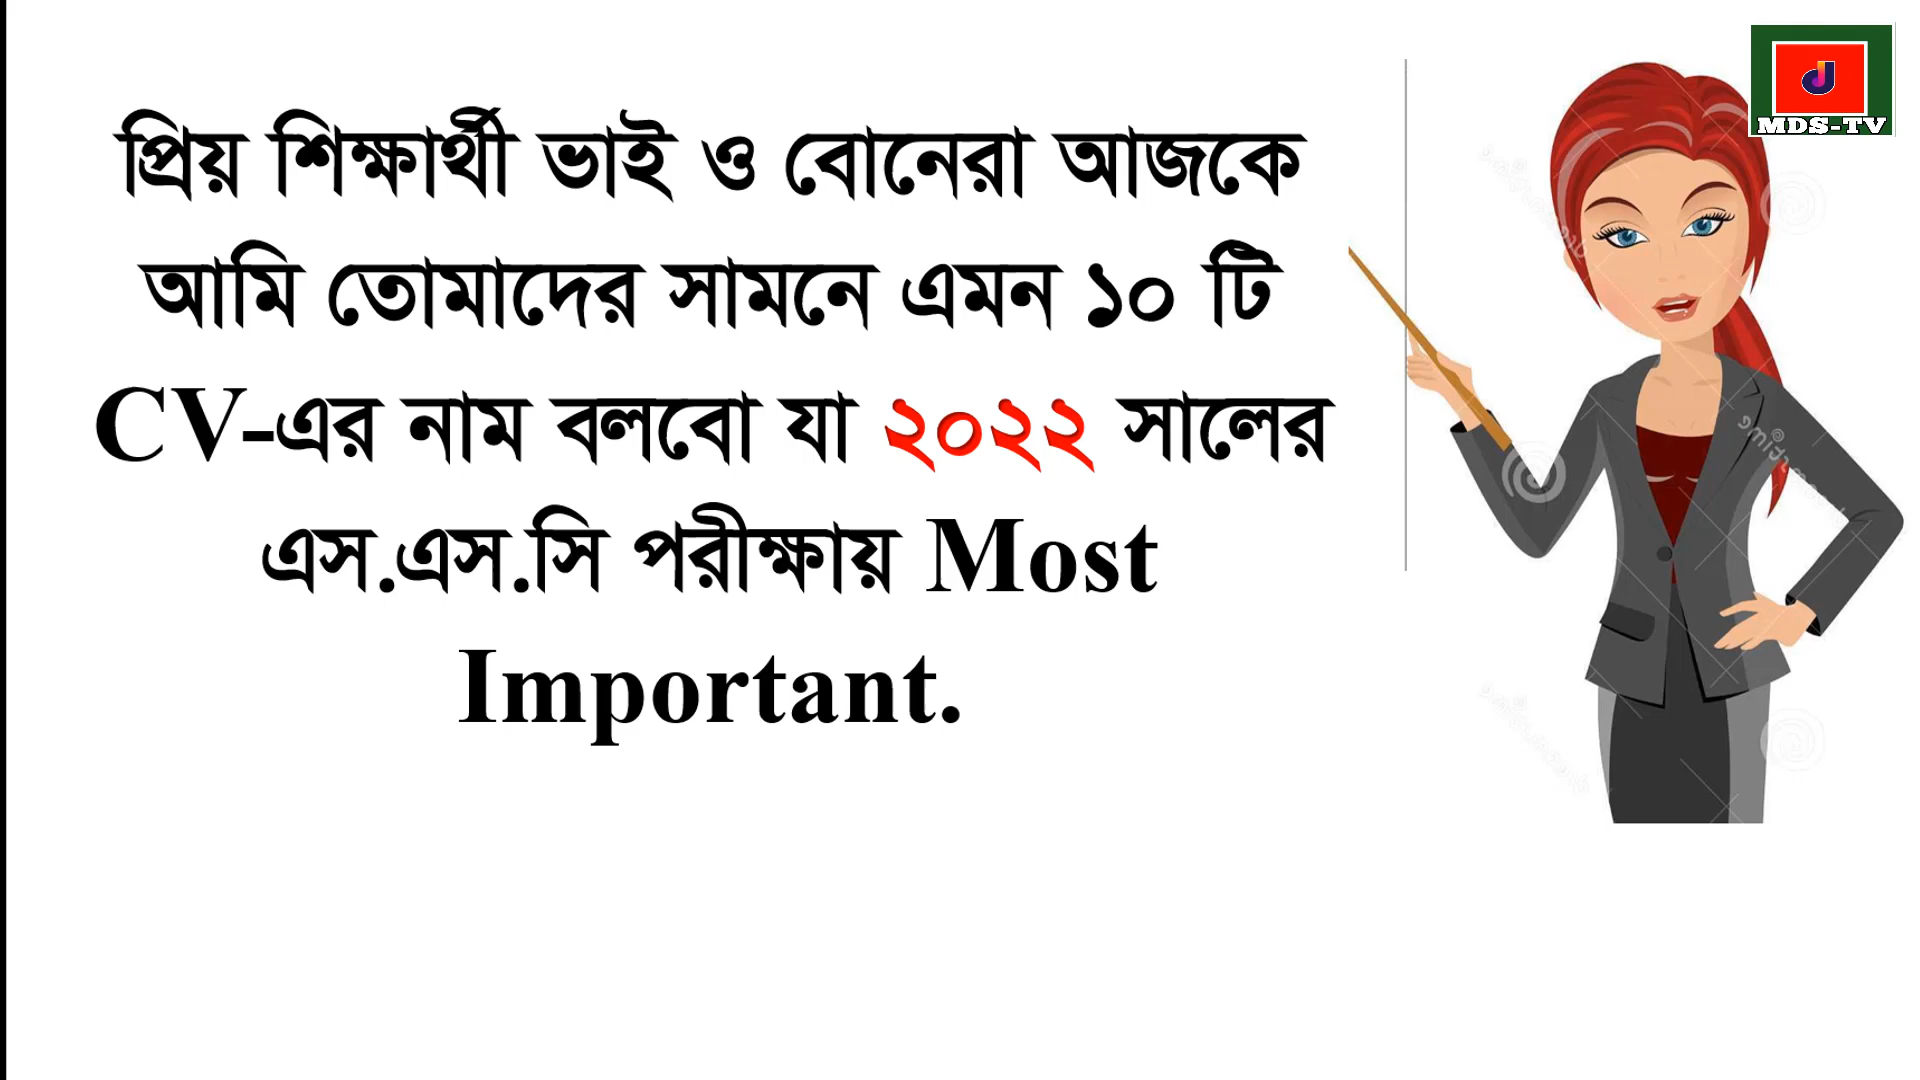 প্রিয় শিক্ষার্থী ভাই ও বোনেরা আজকে
আমি তোমাদের সামনে এমন ১০ টি
CV-এর নাম বলবো যা ২০২২ সালের
এস.এস.সি পরীক্ষায় Most
Important.
MDS-TV